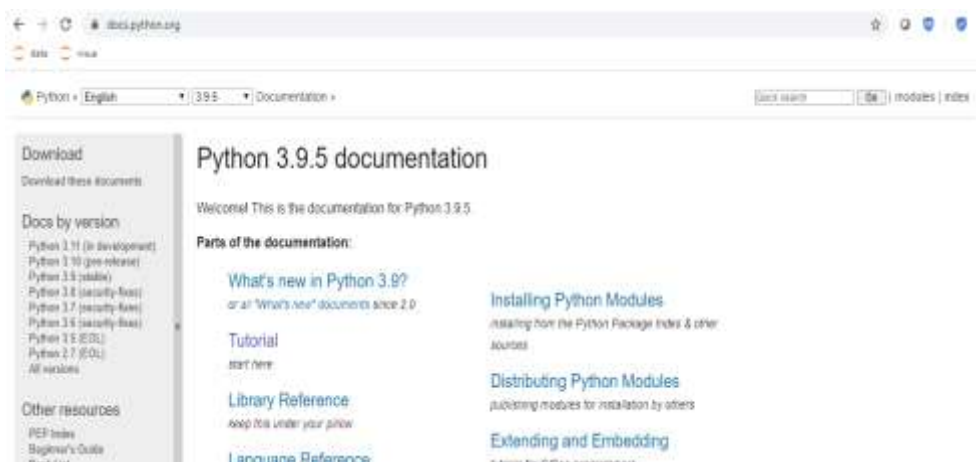 docs.python.org
data
Python » English 3.9.5 Documentation »
Quick search Go | modules | index
Download
Download these documents
Docs by version
Python 3.11 (in development)
Python 3.10 (pre-release)
Python 3.9 (stable)
Python 3.8 (security-fixes)
Python 3.7 (security-fixes)
Python 3.6 (security-fixes)
Python 3.5 (EOL)
Python 2.7 (EOL)
All versions
Other resources
PEP Index
Beginner's Guide
Python 3.9.5 documentation
Welcome! This is the documentation for Python 3.9.5.
Parts of the documentation:
What's new in Python 3.9?
or all "What's new" documents since 2.0
Tutorial
start here
Library Reference
keep this under your pillow
Language Reference
Installing Python Modules
installing from the Python Package Index & other
sources
Distributing Python Modules
publishing modules for installation by others
Extending and Embedding